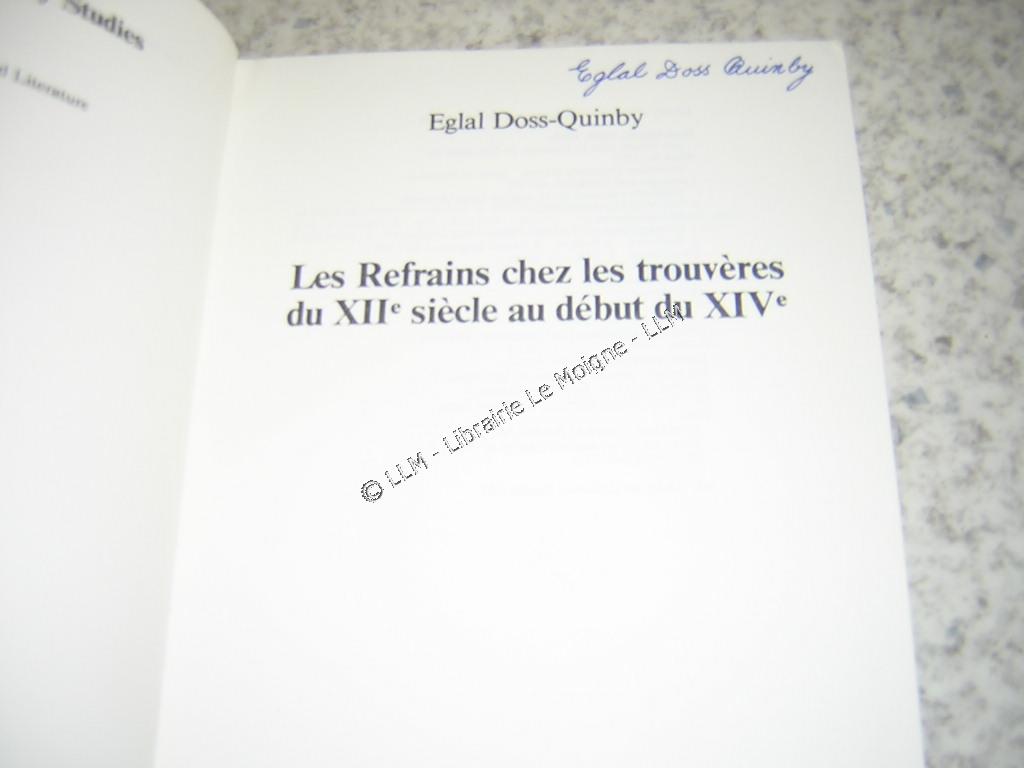 Studies
Literature
Eglal Doss Quinby
Eglal Doss-Quinby
Les Refrains chez les trouvères
du XIIe siècle au début du XIVe
© LLM - Librairie Le Moigne - LLM